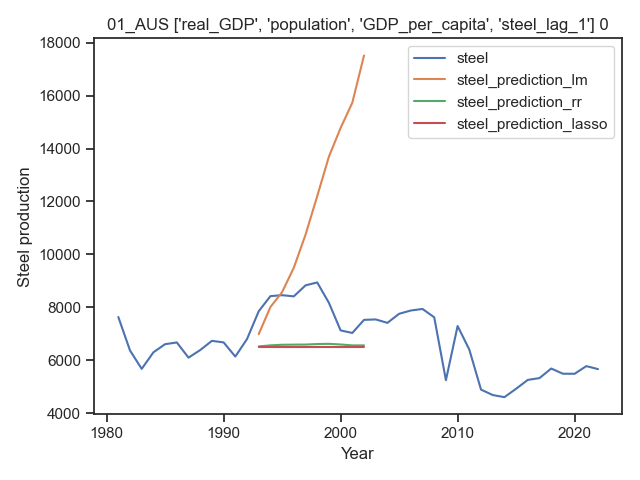 01_AUS ['real_GDP', 'population', 'GDP_per_capita', 'steel_lag_1'] 0
18000
16000
14000
12000
10000
8000
6000
4000
Steel production
steel
steel_prediction_lm
steel_prediction_rr
steel_prediction_lasso
1980
1990
2000
2010
2020
Year